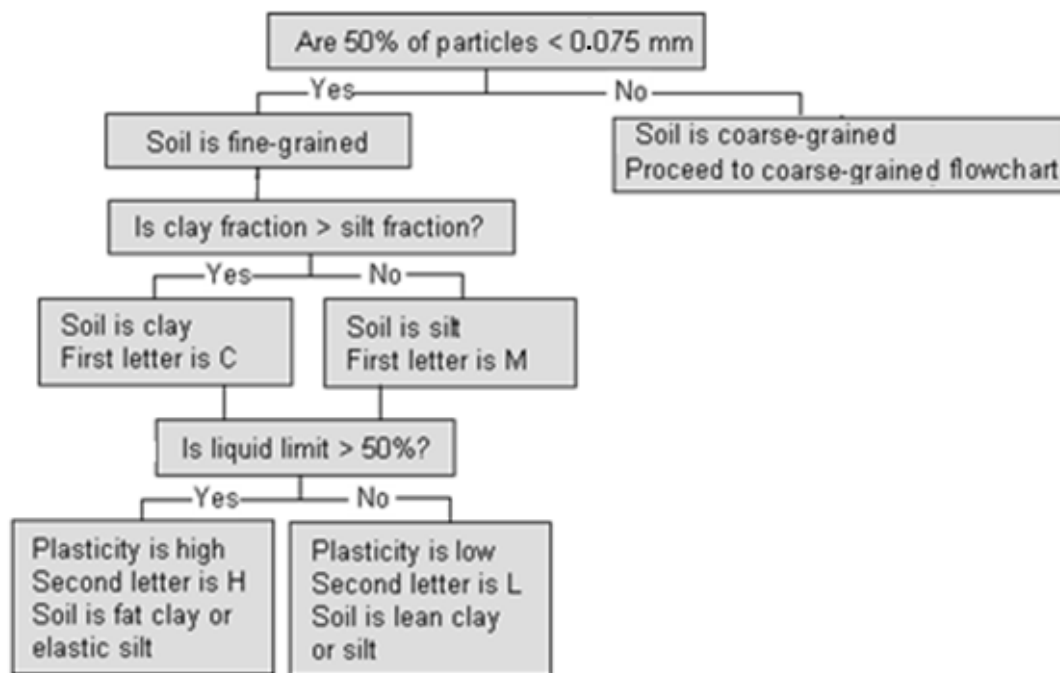 Are 50% of particles < 0.075 mm
Yes
No
Soil is fine-grained
Soil is coarse-grained
Proceed to coarse-grained flowchart
Is clay fraction > silt fraction?
Yes
No
Soil is clay
First letter is C
Soil is silt
First letter is M
Is liquid limit > 50%?
Yes
No
Plasticity is high
Second letter is H
Soil is fat clay or
elastic silt
Plasticity is low
Second letter is L
Soil is lean clay
or silt